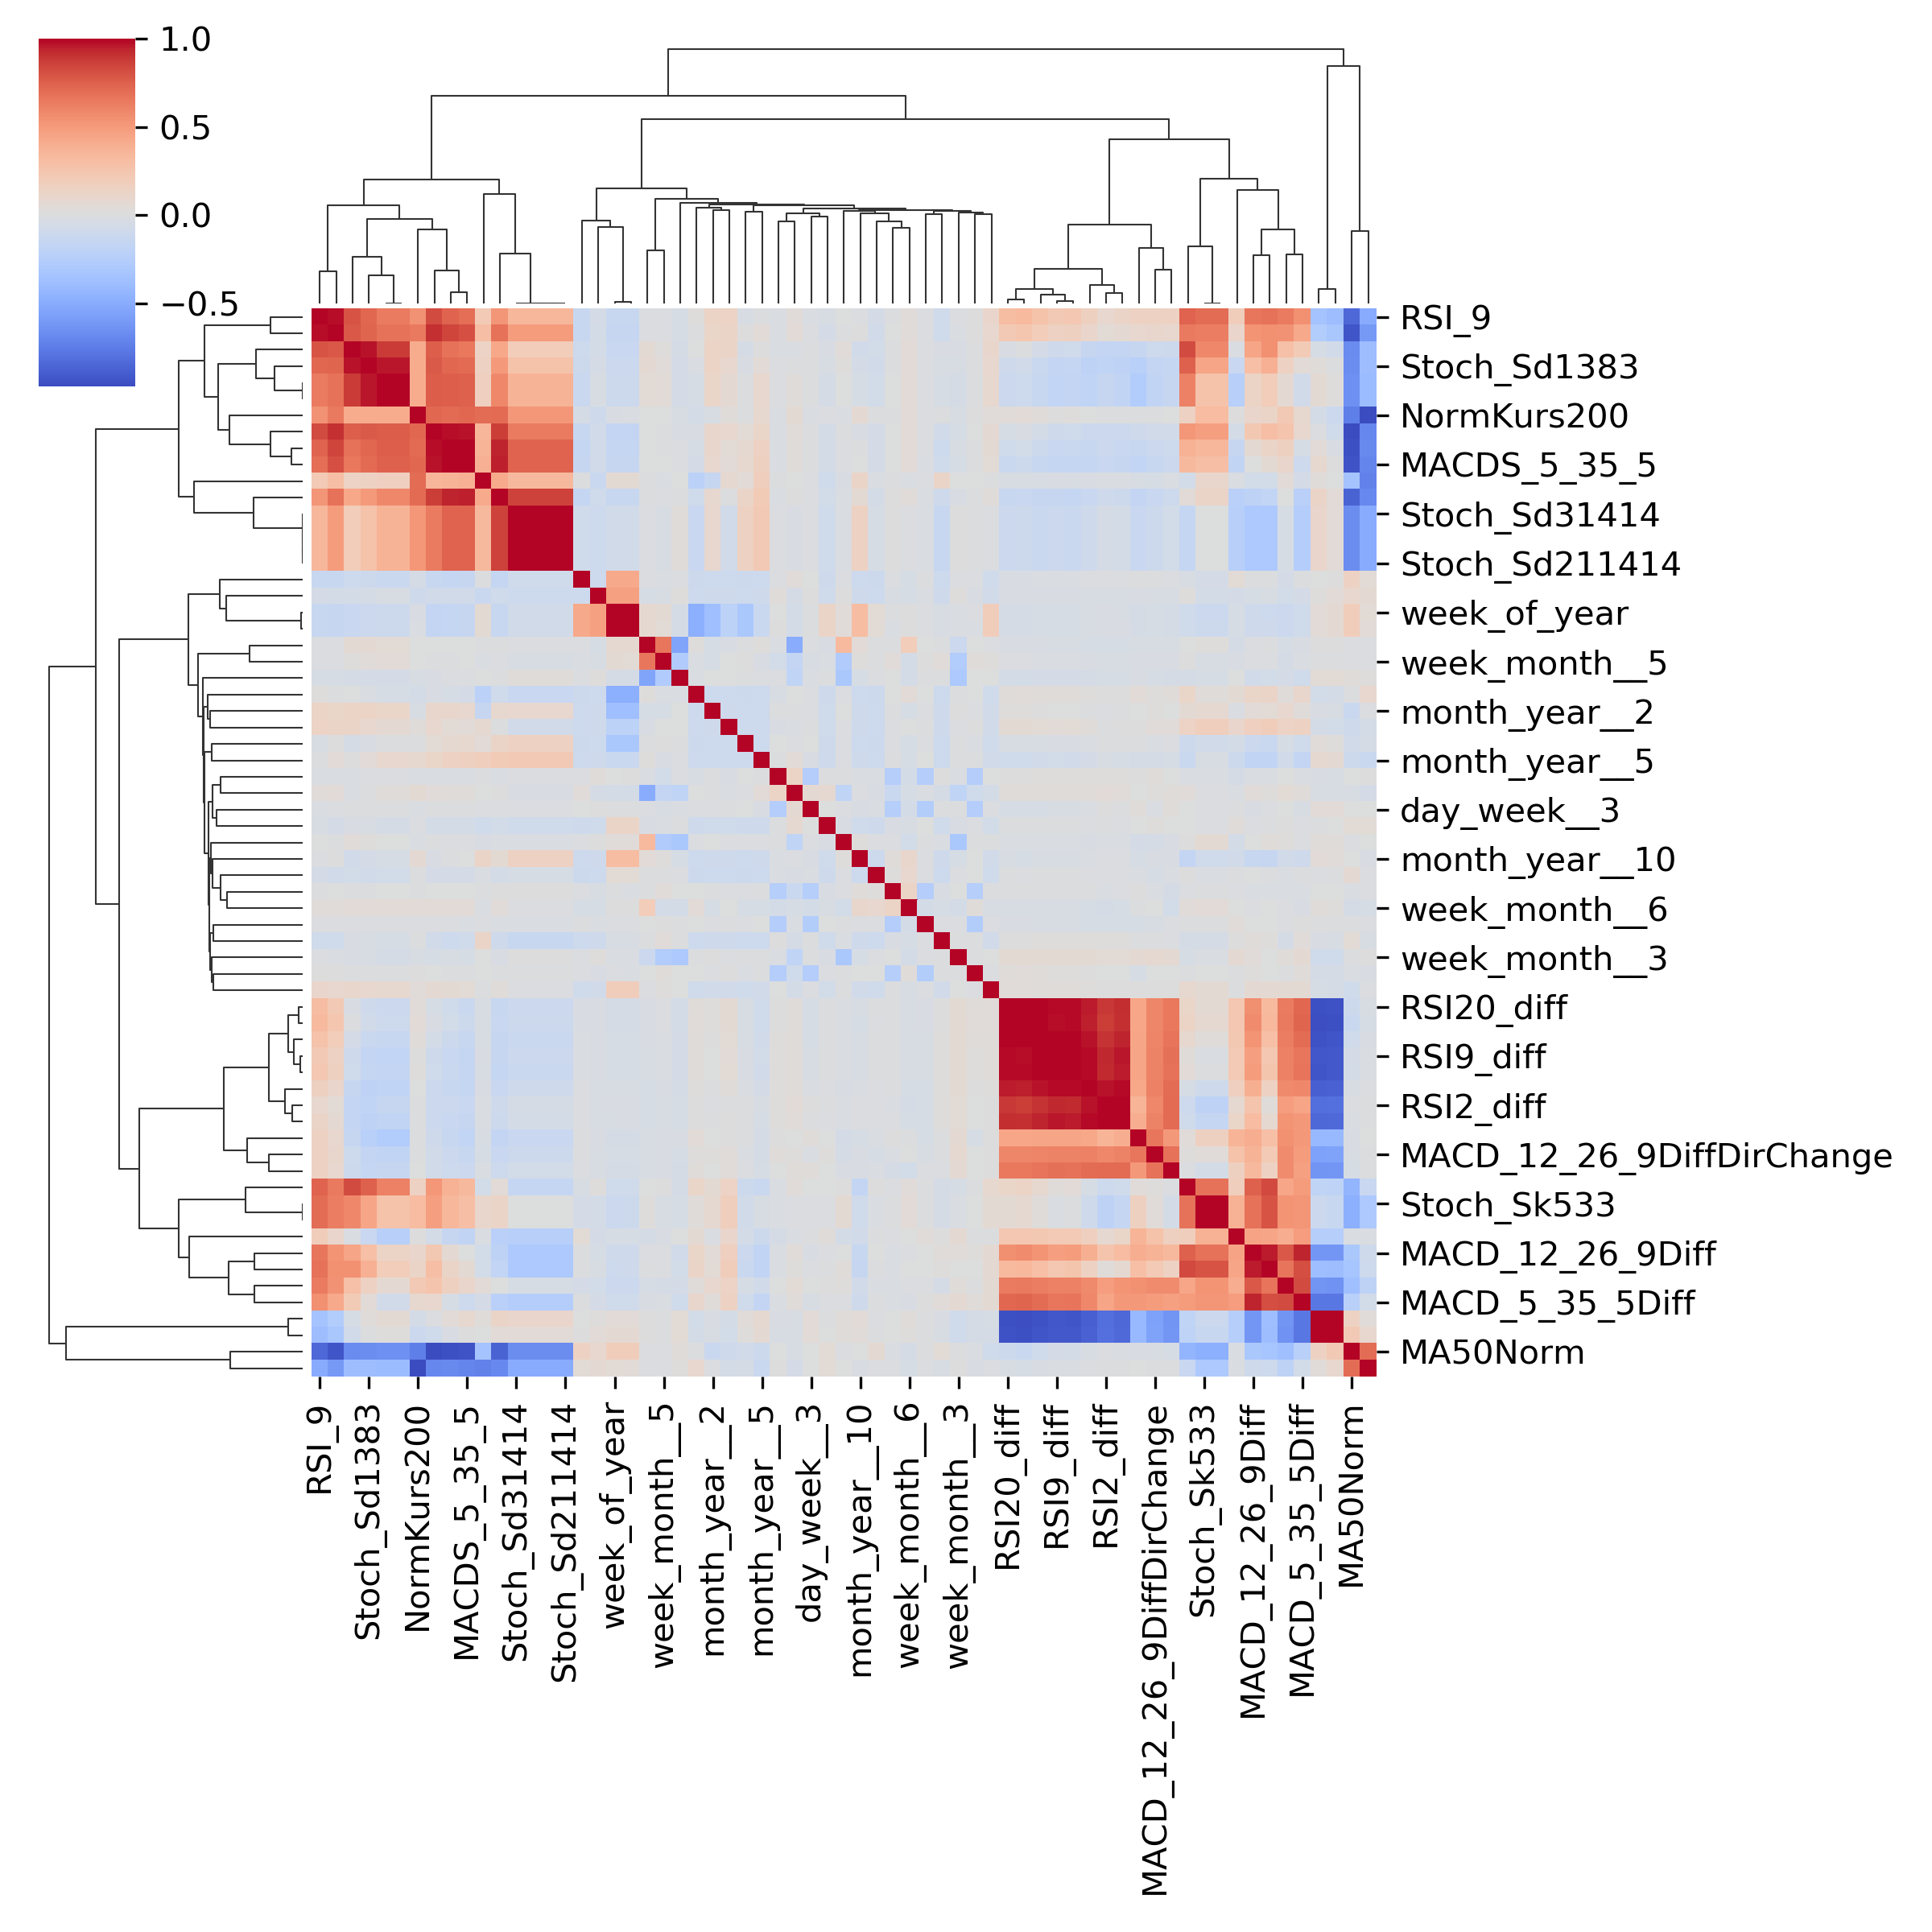 1.0
0.5
0.0
−0.5
RSI_9
Stoch_Sd1383
NormKurs200
MACDS_5_35_5
Stoch_Sd31414
Stoch_Sd211414
week_of_year
week_month__5
month_year__2
month_year__5
day_week__3
month_year__10
week_month__6
week_month__3
RSI20_diff
RSI9_diff
RSI2_diff
MACD_12_26_9DiffDirChange
Stoch_Sk533
MACD_12_26_9Diff
MACD_5_35_5Diff
MA50Norm
RSI_9
Stoch_Sd1383
NormKurs200
MACDS_5_35_5
Stoch_Sd31414
Stoch_Sd211414
week_of_year
week_month__5
month_year__2
month_year__5
day_week__3
month_year__10
week_month__6
week_month__3
RSI20_diff
RSI9_diff
RSI2_diff
MACD_12_26_9DiffDirChange
Stoch_Sk533
MACD_12_26_9Diff
MACD_5_35_5Diff
MA50Norm